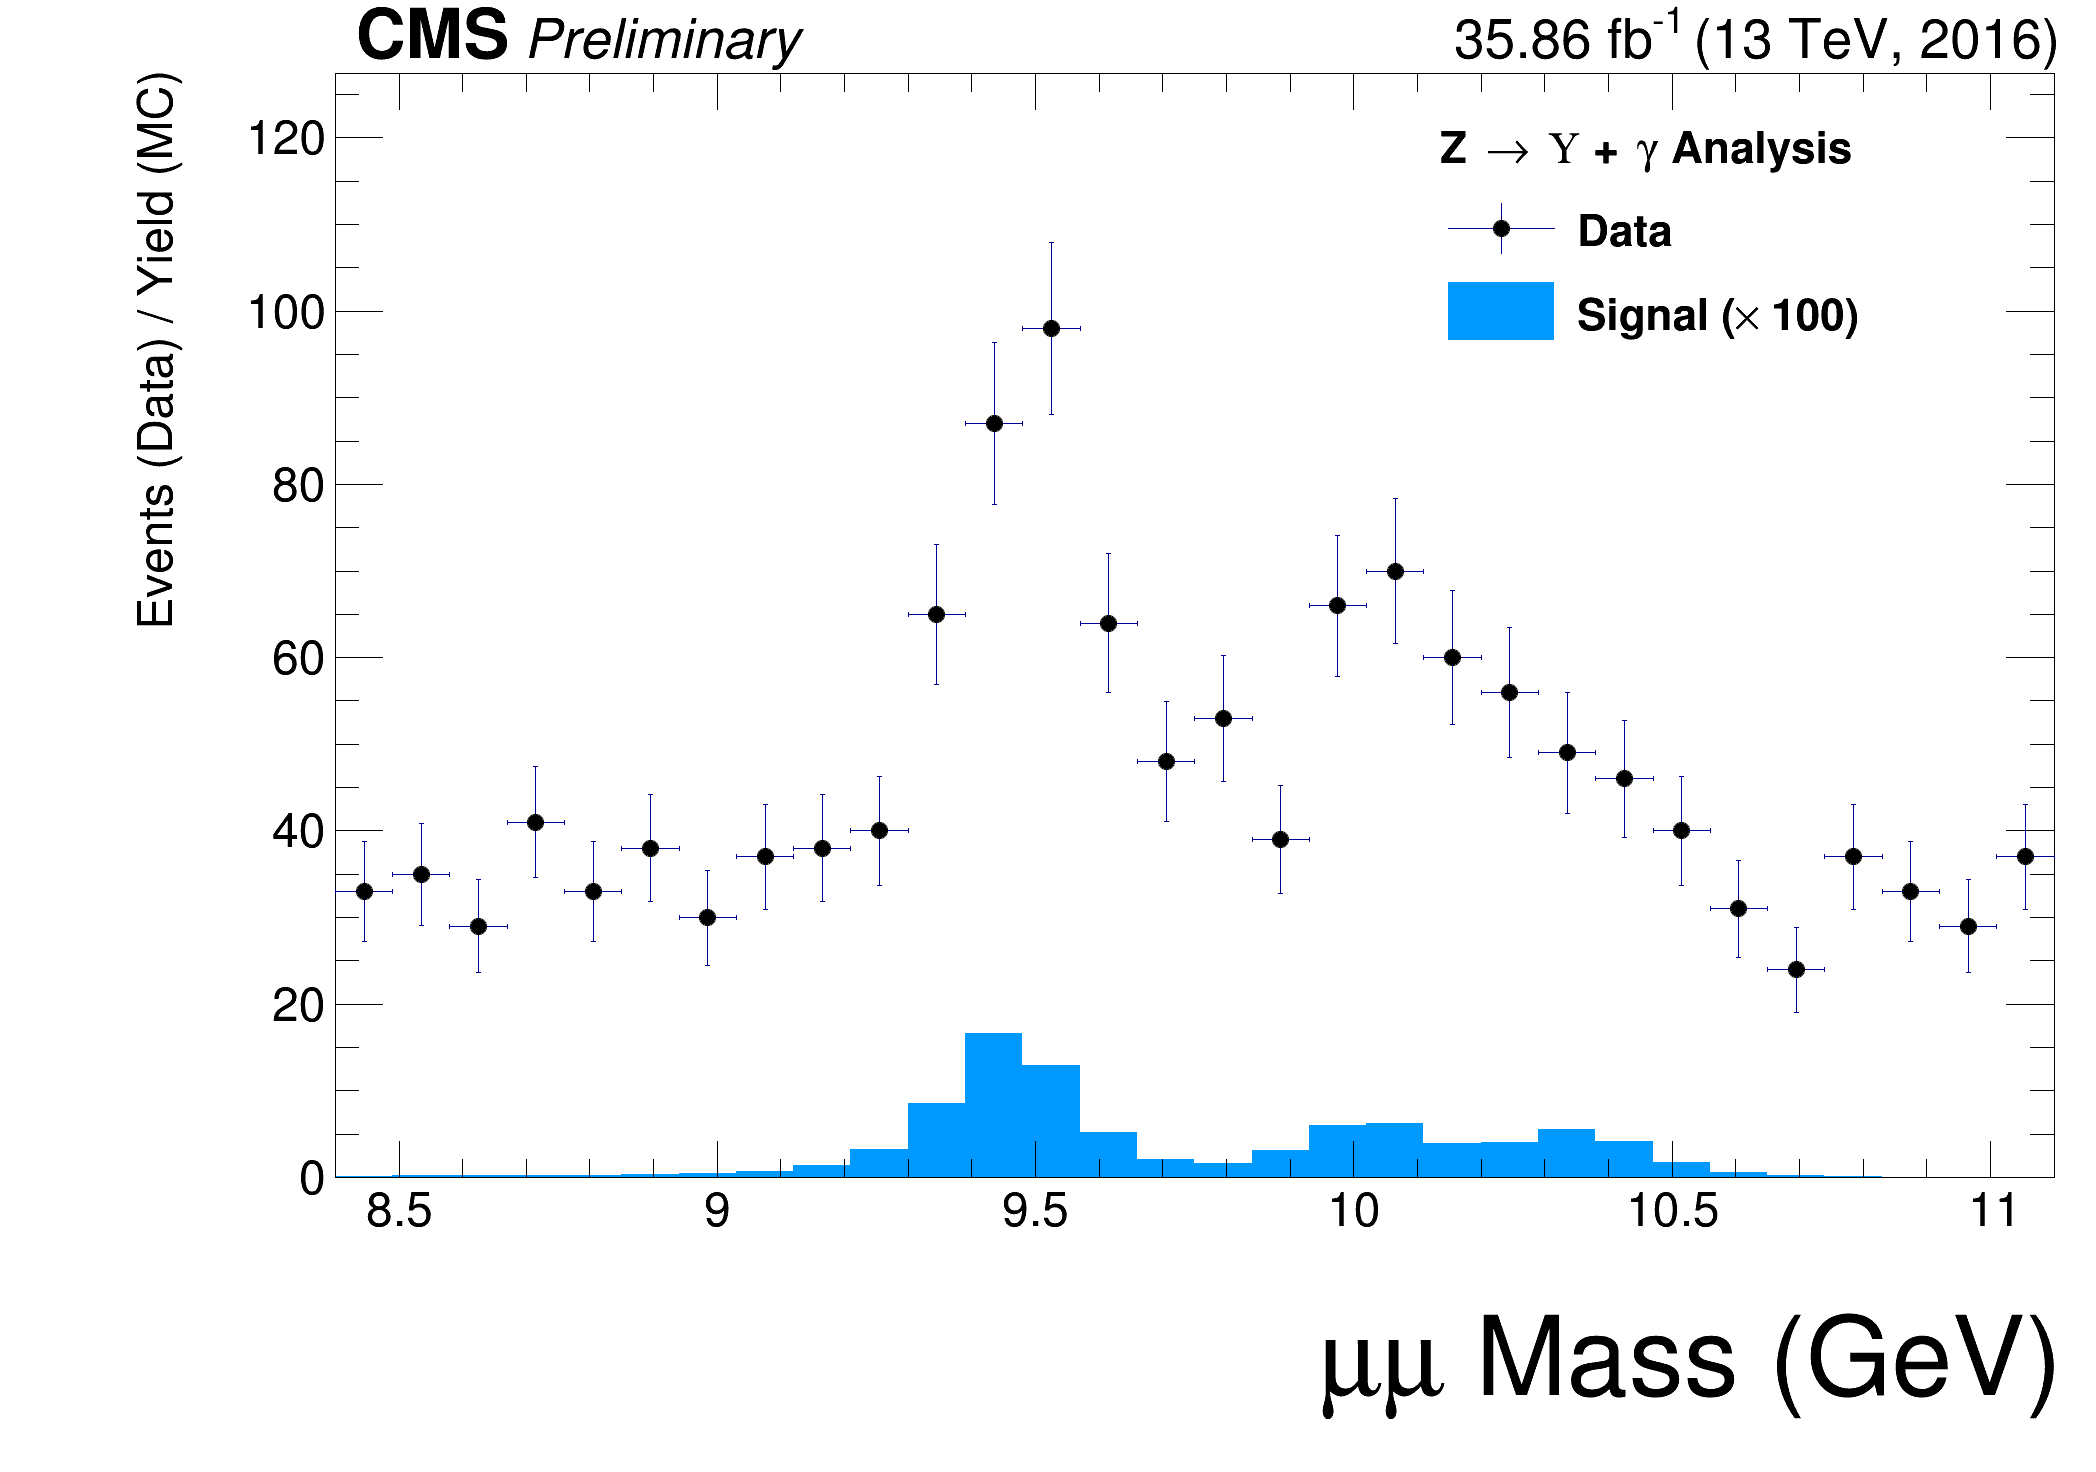 CMS Preliminary
35.86 fb-1 (13 TeV, 2016)
Events (Data) / Yield (MC)
120
100
80
60
40
20
0
Z → Υ + γ Analysis
Data
Signal (× 100)
8.5 9 9.5 10 10.5 11
μμ Mass (GeV)